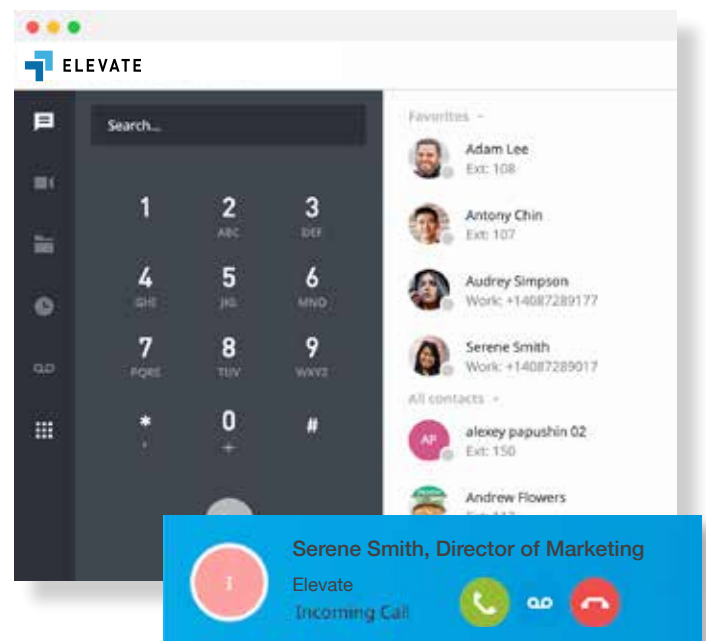 ELEVATE
Search...
1
2
ABC
3
DEF
4
GHI
5
JKL
6
MNO
7
PQRS
8
TUV
9
WXYZ
*
0
+
#
Favorites
Adam Lee
Ext: 108
Antony Chin
Ext: 107
Audrey Simpson
Work: +14087289177
Serene Smith
Work: +14087289017
All contacts
AP
alexey papushin 02
Ext: 150
Andrew Flowers
Serene Smith, Director of Marketing
Elevate
Incoming Call